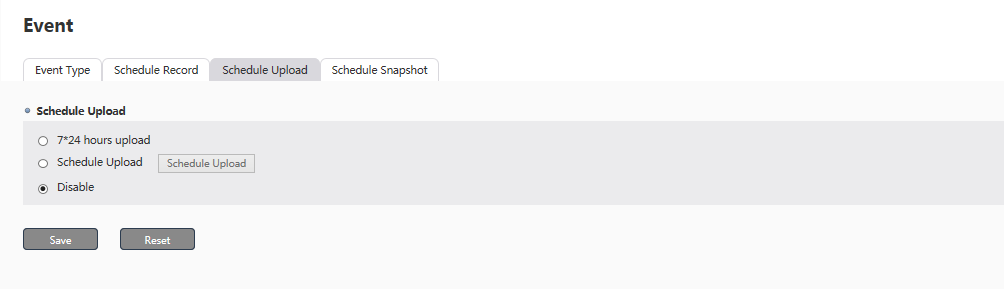 Event
Event Type Schedule Record Schedule Upload Schedule Snapshot
Schedule Upload
7*24 hours upload
Schedule Upload Schedule Upload
Disable
Save Reset